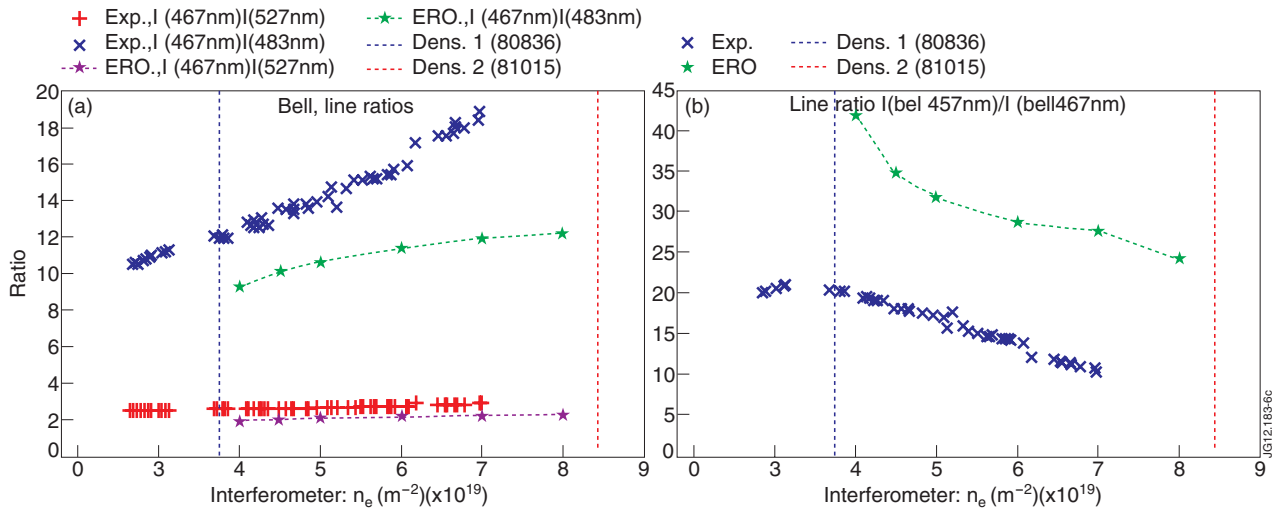 Exp.,I (467nm)I(527nm)
Exp.,I (467nm)I(483nm)
ERO.,I (467nm)I(527nm)
ERO.,I (467nm)I(483nm)
Dens. 1 (80836)
Dens. 2 (81015)
(a)
Bell, line ratios
Ratio
20
18
16
14
12
10
8
6
4
2
0
0
3
4
5
6
7
8
9
Interferometer: ne (m-2)(x1019)
Exp.
ERO
Dens. 1 (80836)
Dens. 2 (81015)
(b)
Line ratio I(bel 457nm)/I (bell467nm)
45
40
35
30
25
20
15
10
5
0
0
3
4
5
6
7
8
9
Interferometer: ne (m-2)(x1019)
JG12.183-6c